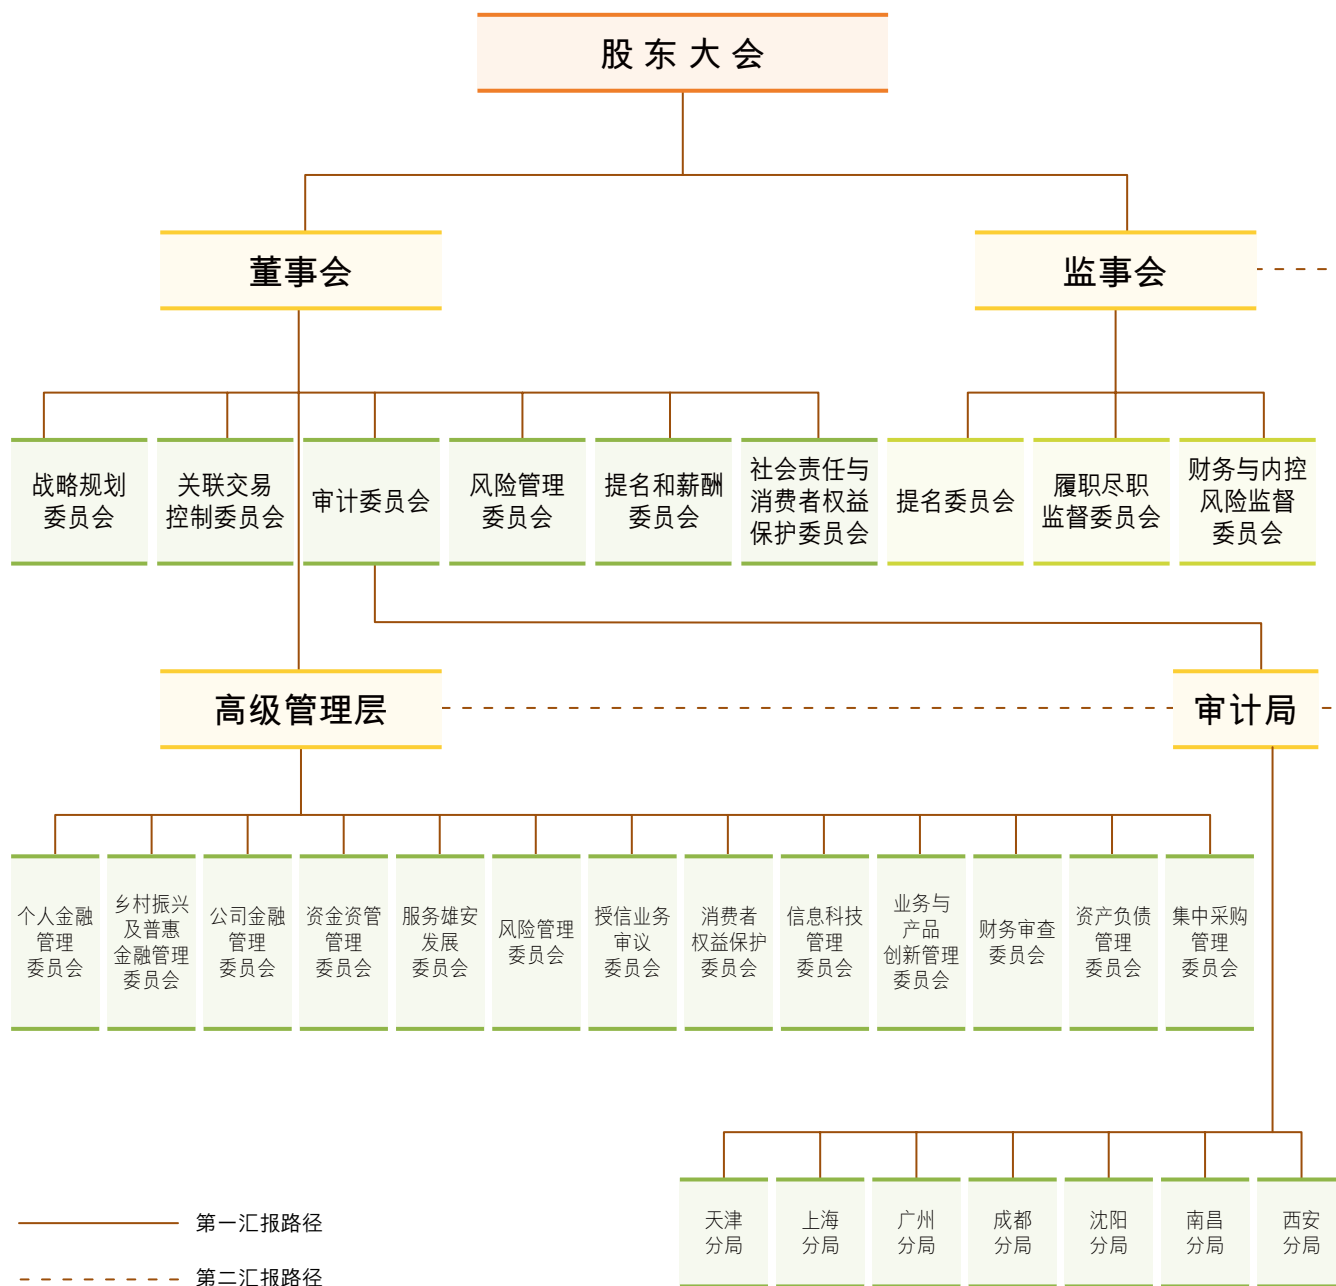 股东大会
董事会
监事会
战略规划
委员会
关联交易
控制委员会
审计委员会
风险管理
委员会
提名和薪酬
委员会
社会责任与
消费者权益
保护委员会
提名委员会
履职尽职
监督委员会
财务与内控
风险监督
委员会
高级管理层
审计局
个人金融
管理
委员会
乡村振兴
及普惠
金融管理
委员会
公司金融
管理
委员会
资金资管
管理
委员会
服务雄安
发展
委员会
风险管理
委员会
授信业务
审议
委员会
消费者
权益保护
委员会
信息科技
管理
委员会
业务与
产品
创新管理
委员会
财务审查
委员会
资产负债
管理
委员会
集中采购
管理
委员会
天津
分局
上海
分局
广州
分局
成都
分局
沈阳
分局
南昌
分局
西安
分局
第一汇报路径
第二汇报路径